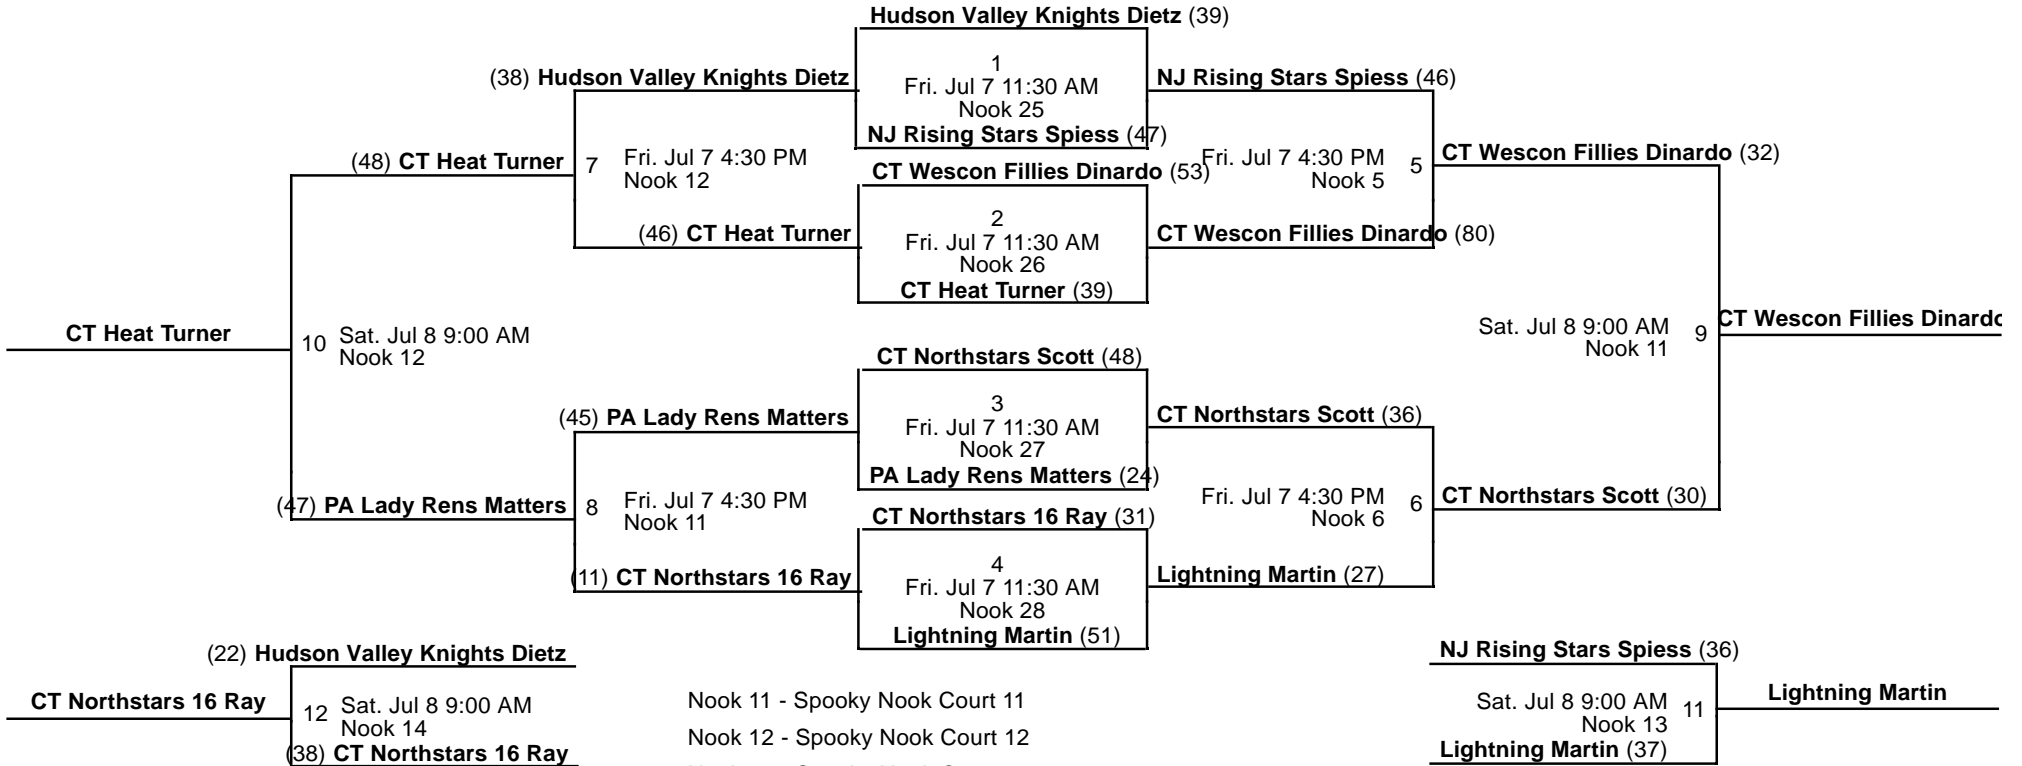 Hudson Valley Knights Dietz (39)
1
Fri. Jul 7 11:30 AM
Nook 25
NJ Rising Stars Spiess (47)
(38) Hudson Valley Knights Dietz
NJ Rising Stars Spiess (46)
(48) CT Heat Turner
7 Fri. Jul 7 4:30 PM
Nook 12
CT Wescon Fillies Dinardo (53)
Fri. Jul 7 4:30 PM 5
Nook 5
CT Wescon Fillies Dinardo (32)
2
Fri. Jul 7 11:30 AM
Nook 26
CT Heat Turner (39)
(46) CT Heat Turner
CT Wescon Fillies Dinardo (80)
CT Heat Turner
10 Sat. Jul 8 9:00 AM
Nook 12
Sat. Jul 8 9:00 AM 9
Nook 11
CT Wescon Fillies Dinardo
CT Northstars Scott (48)
3
Fri. Jul 7 11:30 AM
Nook 27
PA Lady Rens Matters (24)
(45) PA Lady Rens Matters
CT Northstars Scott (36)
(47) PA Lady Rens Matters
8 Fri. Jul 7 4:30 PM
Nook 11
Fri. Jul 7 4:30 PM 6
Nook 6
CT Northstars Scott (30)
CT Northstars 16 Ray (31)
4
Fri. Jul 7 11:30 AM
Nook 28
Lightning Martin (51)
(11) CT Northstars 16 Ray
Lightning Martin (27)
(22) Hudson Valley Knights Dietz
CT Northstars 16 Ray
12 Sat. Jul 8 9:00 AM
Nook 14
(38) CT Northstars 16 Ray
Nook 11 - Spooky Nook Court 11
Nook 12 - Spooky Nook Court 12
NJ Rising Stars Spiess (36)
Sat. Jul 8 9:00 AM 11
Nook 13
Lightning Martin
Lightning Martin (37)